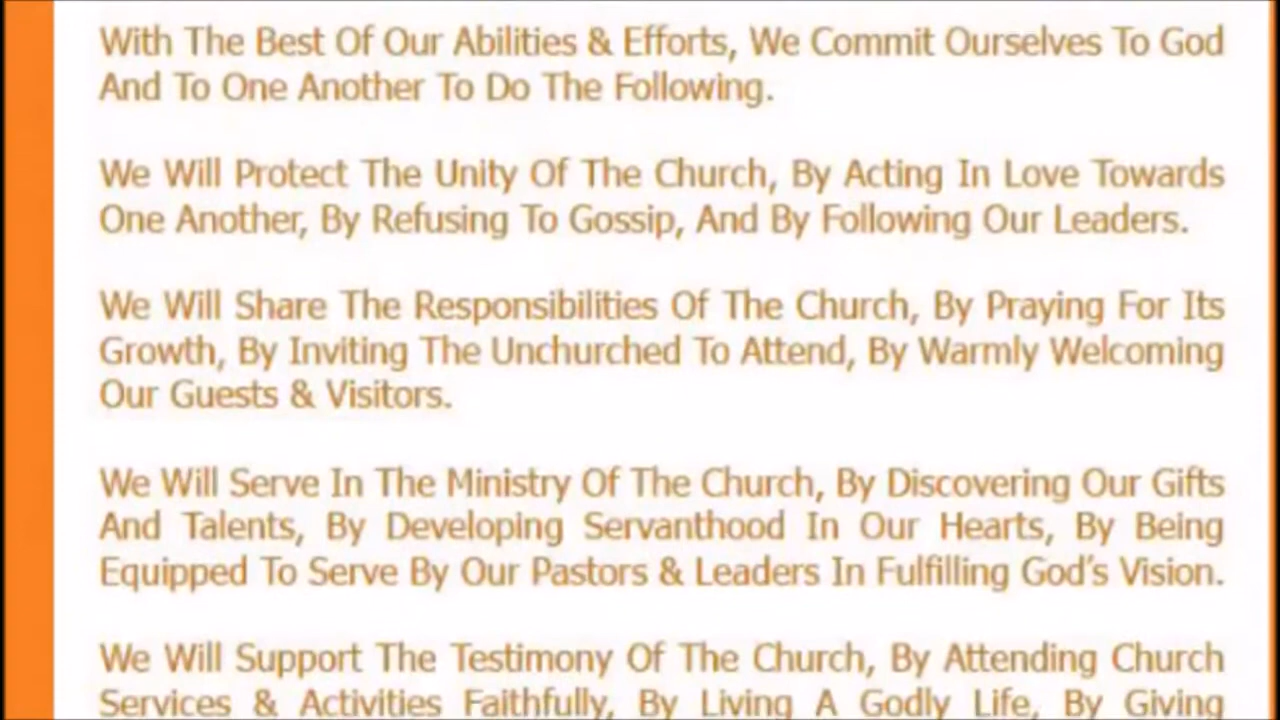 With The Best Of Our Abilities & Efforts, We Commit Ourselves To God
And To One Another To Do The Following.
We Will Protect The Unity Of The Church, By Acting In Love Towards
One Another, By Refusing To Gossip, And By Following Our Leaders.
We Will Share The Responsibilities Of The Church, By Praying For Its
Growth, By Inviting The Unchurched To Attend, By Warmly Welcoming
Our Guests & Visitors.
We Will Serve In The Ministry Of The Church, By Discovering Our Gifts
And Talents, By Developing Servanthood In Our Hearts, By Being
Equipped To Serve By Our Pastors & Leaders In Fulfilling God's Vision.
We Will Support The Testimony Of The Church, By Attending Church
Services & Activities Faithfully, By Living A Godly Life, By Giving